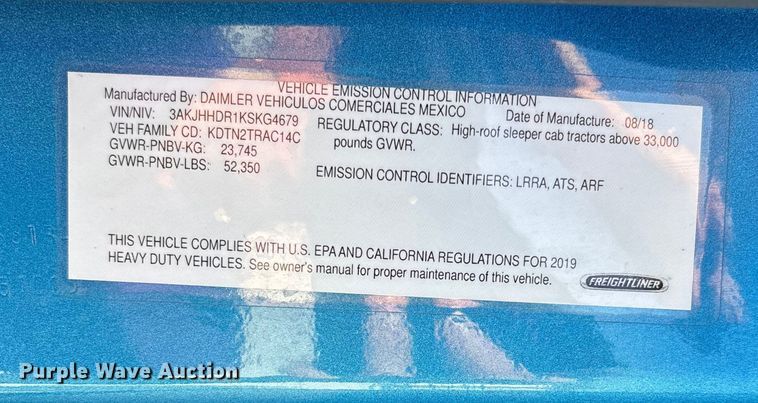 VEHICLE EMISSION CONTROL INFORMATION
Manufactured By: DAIMLER VEHICULOS COMERCIALES MEXICO Date of Manufacture: 08/18
VIN/NIV: 3AKJHHDR1KSKG4679
VEH FAMILY CD: KDTN2TRAC14C
GVWR-PNBV-KG: 23,745
GVWR-PNBV-LBS: 52,350
REGULATORY CLASS: High-roof sleeper cab tractors above 33,000
pounds GVWR.
EMISSION CONTROL IDENTIFIERS: LRRA, ATS, ARF
THIS VEHICLE COMPLIES WITH U.S. EPA AND CALIFORNIA REGULATIONS FOR 2019
HEAVY DUTY VEHICLES. See owner's manual for proper maintenance of this vehicle.
FREIGHTLINER
Purple Wave Auction